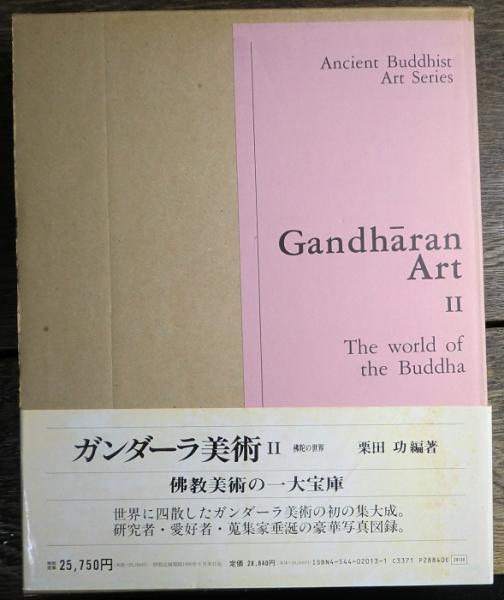 Ancient Buddhist
Art Series
Gandhāran
Art
II
The world of
the Buddha
ガンダーラ美術II 佛陀の世界 栗田 功 編著
佛教美術の一大宝庫
世界に四散したガンダーラ美術の初の集大成。
研究者・愛好者・蒐集家垂涎の豪華写真図録。
25,750円 定価 28,840円 ISBN4-544-02013-1 C3371 P28840E